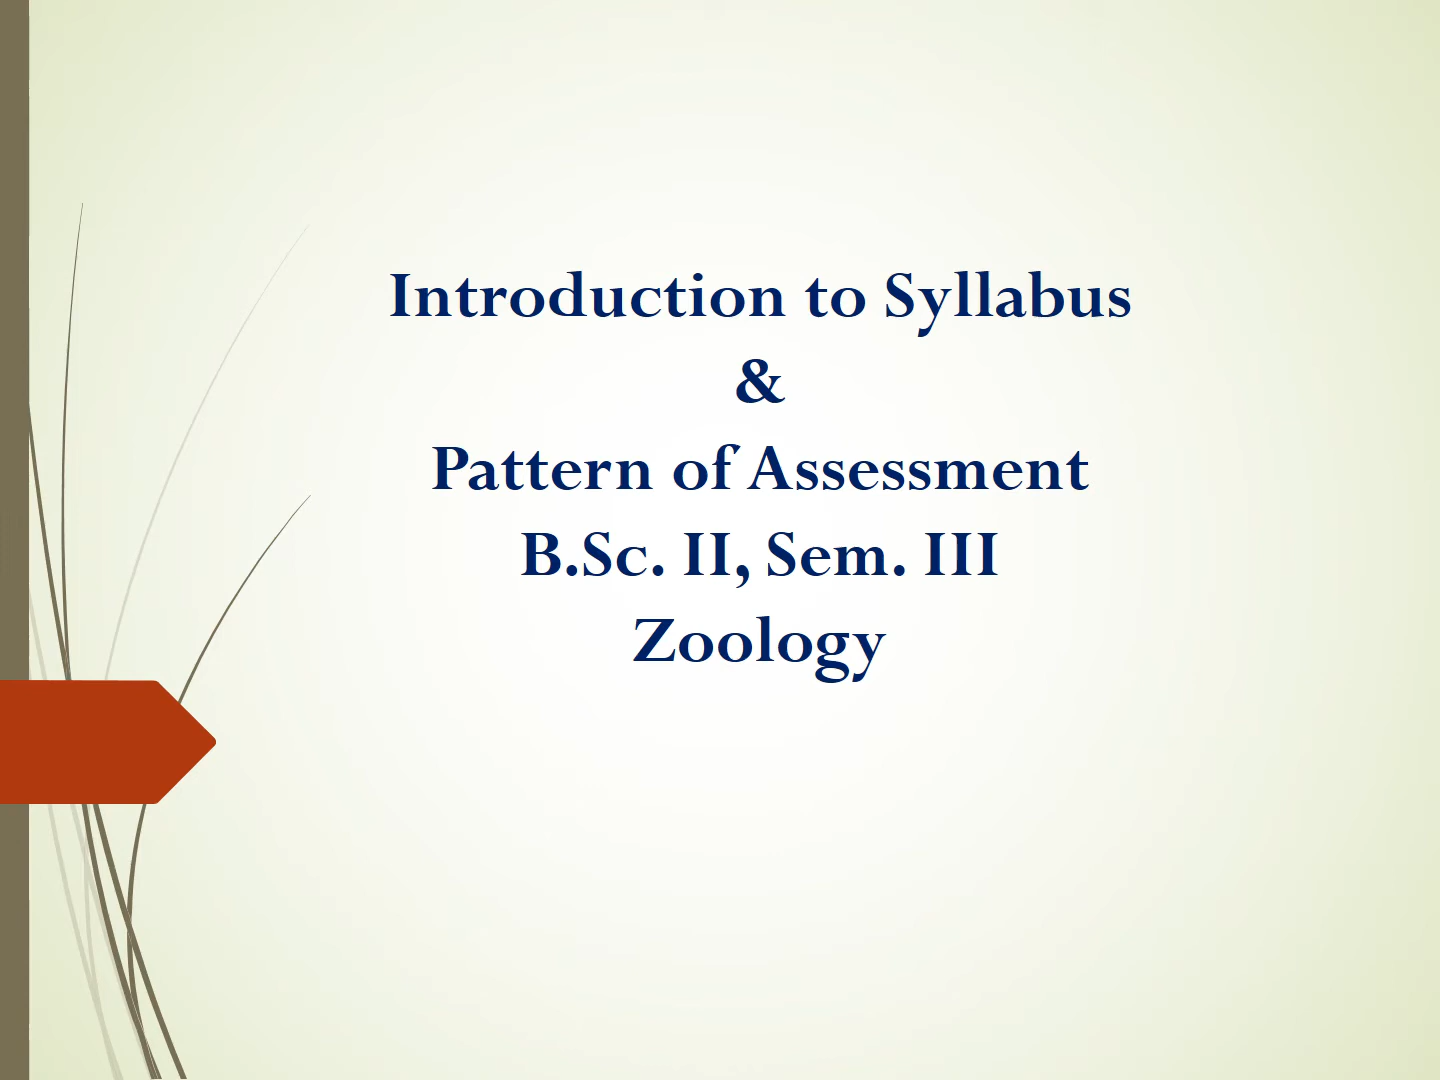 Introduction to Syllabus
&
Pattern of Assessment
B.Sc. II, Sem. III
Zoology